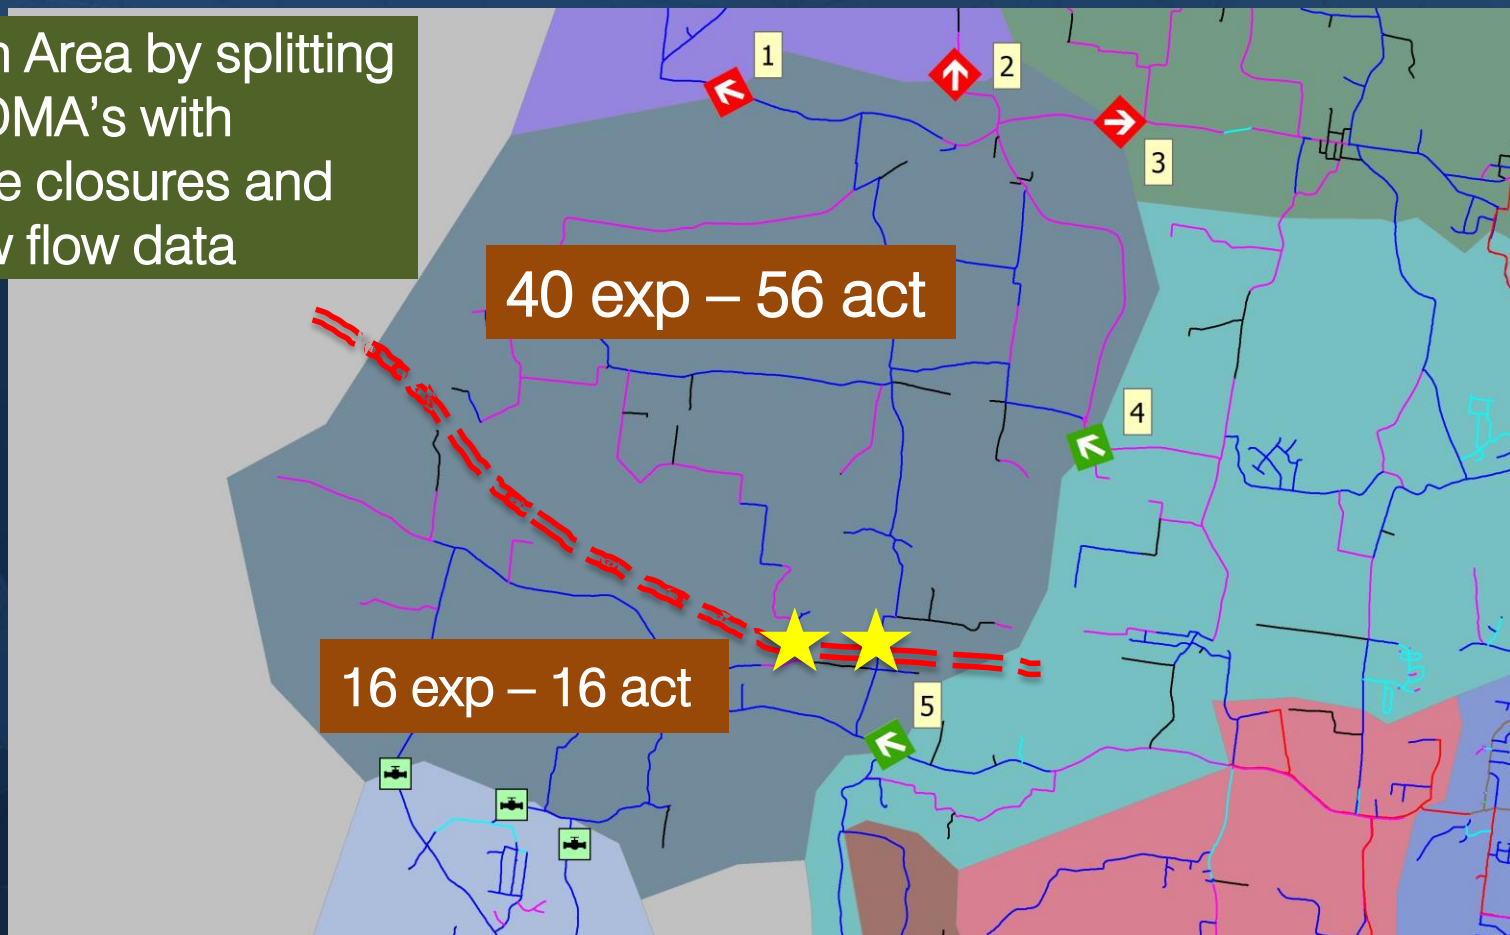 n Area by splitting
DMA's with
e closures and
w flow data
1
2
3
40 exp – 56 act
4
16 exp – 16 act
5